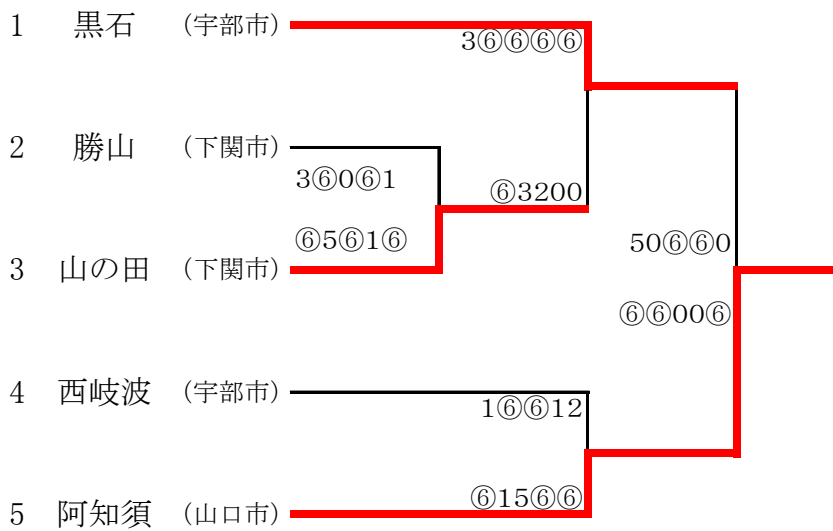 1 黒石 (宇部市)
3⑥⑥⑥⑥
2 勝山 (下関市)
3⑥0⑥1
⑥3200
⑥5⑥1⑥
3 山の田 (下関市)
50⑥⑥0
⑥⑥00⑥
4 西岐波 (宇部市)
1⑥⑥12
⑥15⑥⑥
5 阿知須 (山口市)